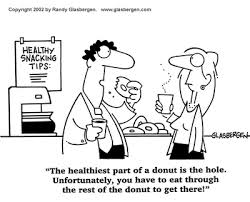 Copyright 2002 by Randy Glasbergen. www.glasbergen.com
HEALTHY
SNACKING
TIPS:
GLASBERGEN
"The healthiest part of a donut is the hole.
Unfortunately, you have to eat through
the rest of the donut to get there!"